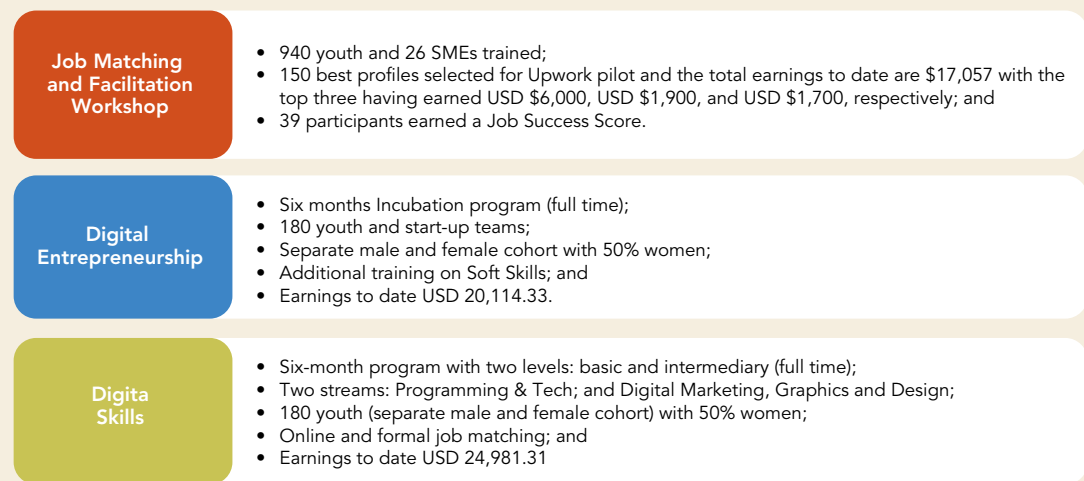 Job Matching
and Facilitation
Workshop
• 940 youth and 26 SMEs trained;
• 150 best profiles selected for Upwork pilot and the total earnings to date are $17,057 with the
top three having earned USD $6,000, USD $1,900, and USD $1,700, respectively; and
• 39 participants earned a Job Success Score.
Digital
Entrepreneurship
• Six months Incubation program (full time);
• 180 youth and start-up teams;
• Separate male and female cohort with 50% women;
• Additional training on Soft Skills; and
• Earnings to date USD 20,114.33.
Digita
Skills
• Six-month program with two levels: basic and intermediary (full time);
• Two streams: Programming & Tech; and Digital Marketing, Graphics and Design;
• 180 youth (separate male and female cohort) with 50% women;
• Online and formal job matching; and
• Earnings to date USD 24,981.31